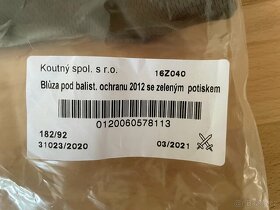 Koutný spol. s r.o. 16Z040
Blůza pod balist. ochranu 2012 se zeleným potiskem
0120060578113
182/92
31023/2020 03/2021